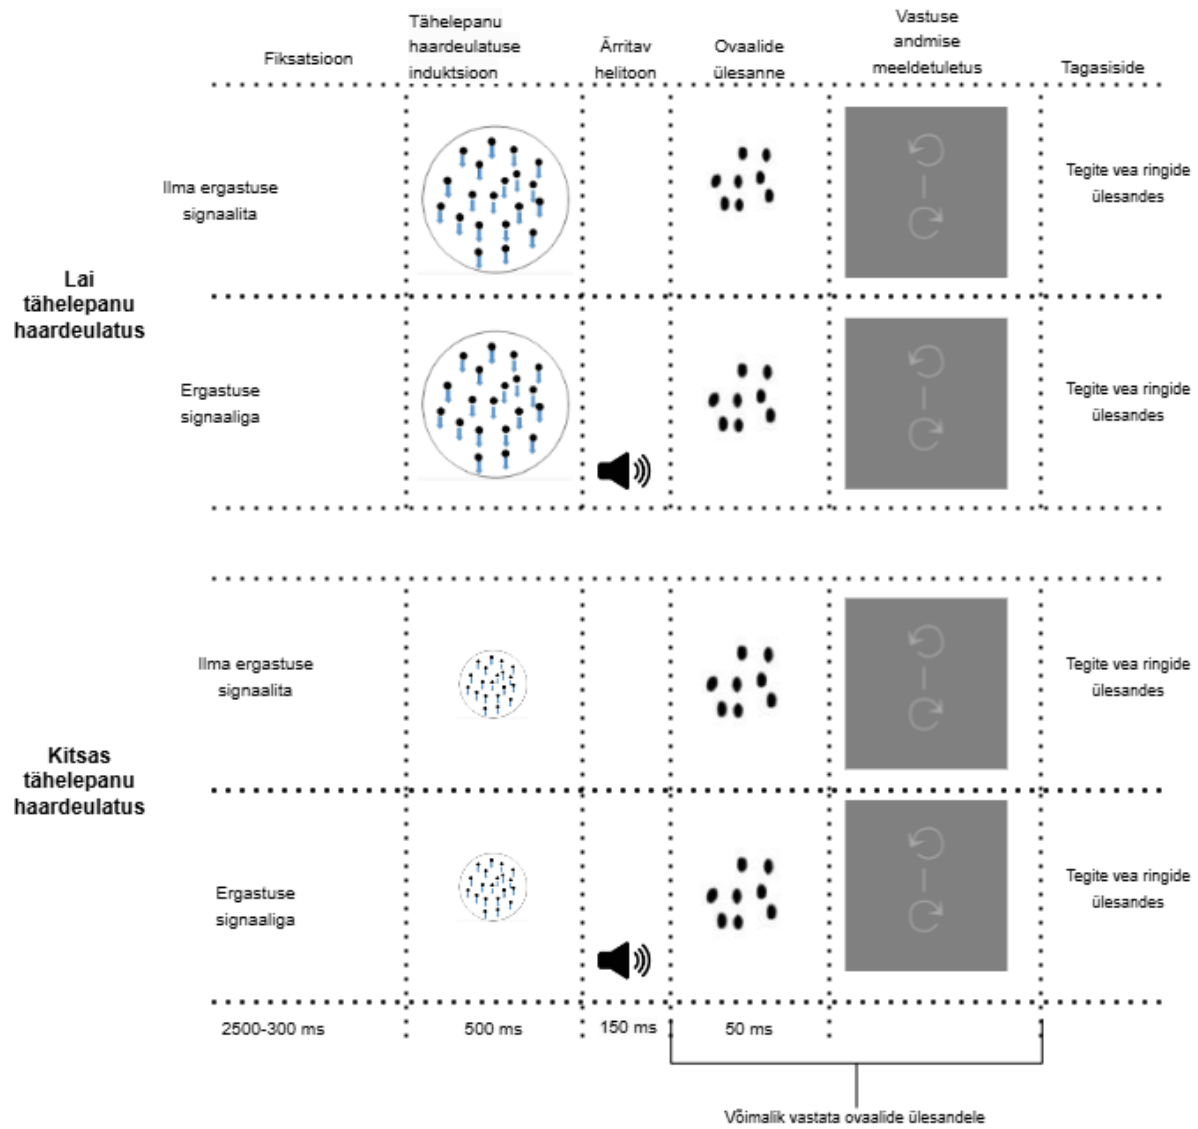 Fiksatsioon
Tähelepanu
haardeulatuse
induktsioon
Ärritav
helitoon
Ovaalide
ülesanne
Vastuse
andmise
meeldetuletus
Tagasiside
Lai
tähelepanu
haardeulatus
Ilma ergastuse
signaalita
Tegite vea ringide
ülesandes
Ergastuse
signaaliga
Tegite vea ringide
ülesandes
Kitsas
tähelepanu
haardeulatus
Ilma ergastuse
signaalita
Tegite vea ringide
ülesandes
Ergastuse
signaaliga
Tegite vea ringide
ülesandes
2500-300 ms
500 ms
150 ms
50 ms
Võimalik vastata ovaalide ülesandele